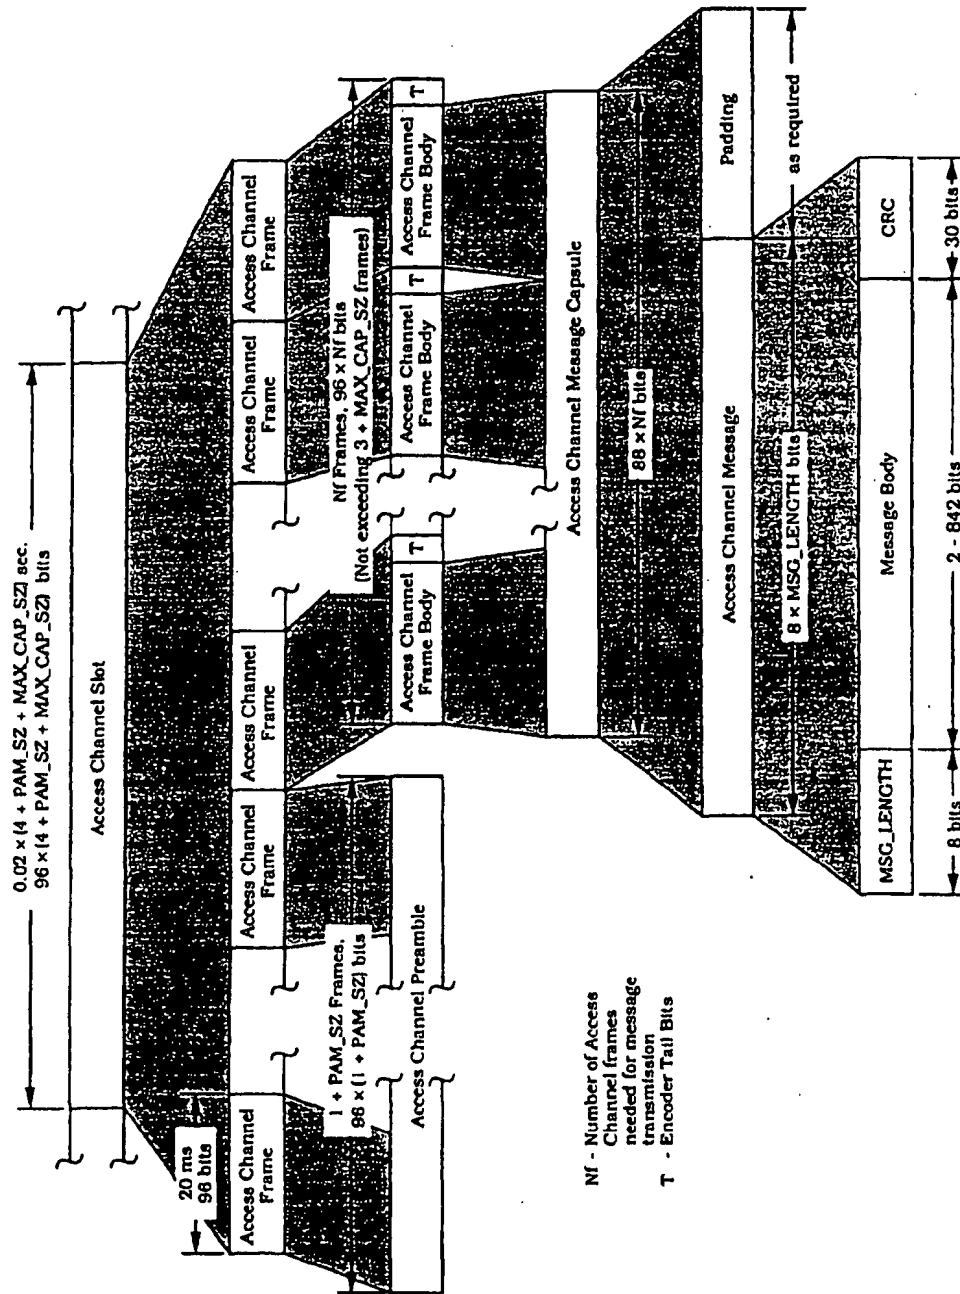 0.02 × (4 + PAM_SZ + MAX_CAP_SZ) sec.
96 × (4 + PAM_SZ + MAX_CAP_SZ) bits
Access Channel Slot
20 ms
96 bits
Access Channel
Frame
Access Channel
Frame
Access Channel
Frame
Access Channel
Frame
Access Channel
Frame
1 + PAM_SZ Frames,
96 × (1 + PAM_SZ) bits
Nf Frames, 96 × Nf bits
(Not exceeding 3 + MAX_CAP_SZ frames)
Access Channel Preamble
Access Channel
Frame Body
T
Access Channel
Frame Body
T
Access Channel
Frame Body
T
Access Channel Message Capsule
88 × Nf bits
Access Channel Message
Padding
8 × MSG_LENGTH bits
as required
MSG_LENGTH
Message Body
CRC
8 bits
2 - 842 bits
30 bits
Nf - Number of Access
Channel frames
needed for message
transmission
T - Encoder Tail Bits